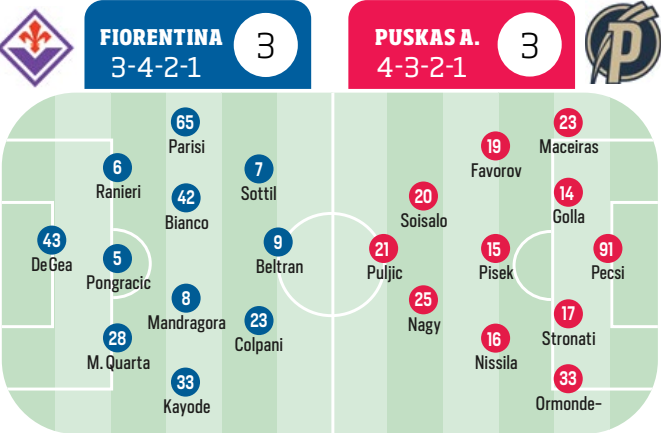 FIORENTINA
3-4-2-1
3
PUSKAS A.
4-3-2-1
3
P
65
Parisi
6
Ranieri
7
Sottil
42
Bianco
43
DeGea
5
Pongracic
9
Beltran
8
Mandragora
23
Colpani
28
M. Quarta
33
Kayode
23
Maceiras
19
Favorov
20
Soisalo
14
Golla
21
Puljic
15
Pisek
91
Pecsi
25
Nagy
17
Stronati
16
Nissila
33
Ormonde-